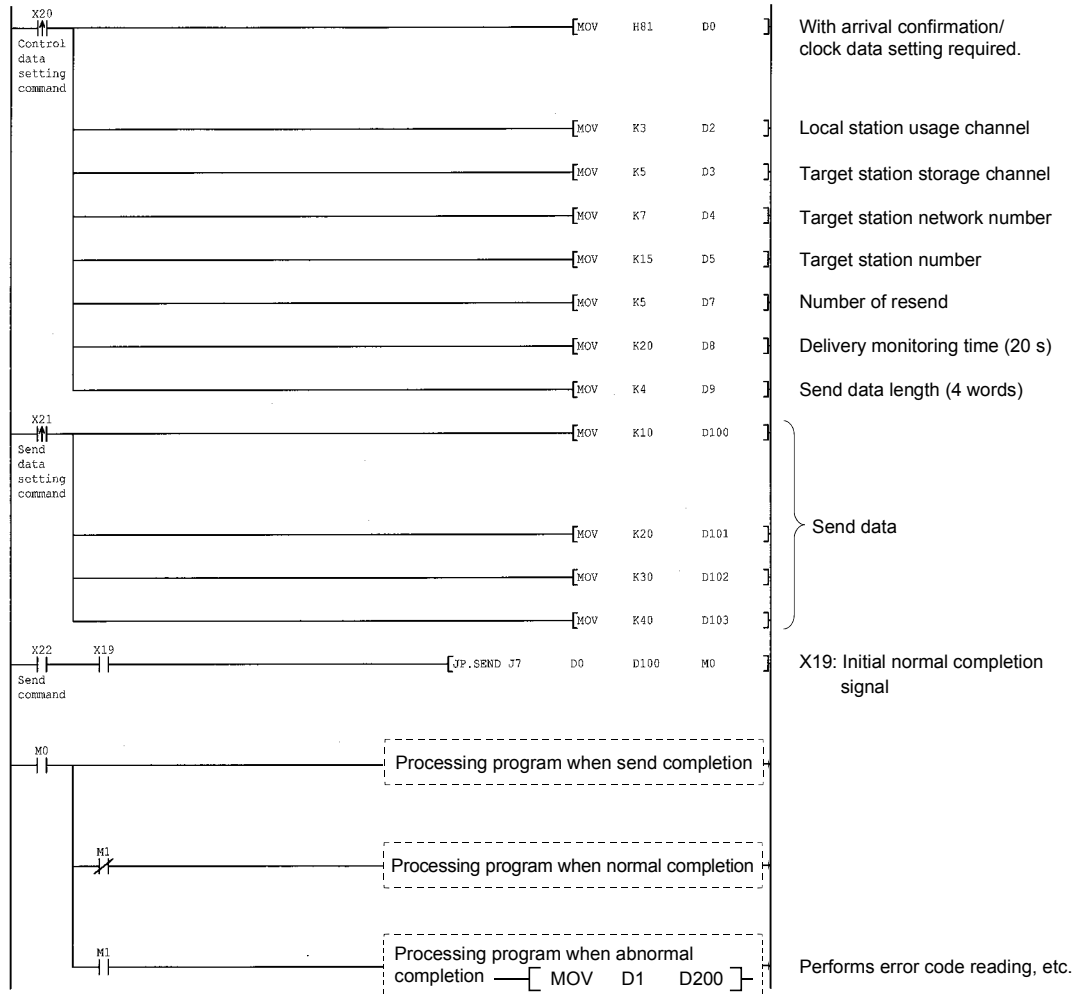 X20
[MOV H81 D0 ]
With arrival confirmation/
clock data setting required.
Control
data
setting
command
[MOV K3 D2 ]
Local station usage channel
[MOV K5 D3 ]
Target station storage channel
[MOV K7 D4 ]
Target station network number
[MOV K15 D5 ]
Target station number
[MOV K5 D7 ]
Number of resend
[MOV K20 D8 ]
Delivery monitoring time (20 s)
[MOV K4 D9 ]
Send data length (4 words)
X21
[MOV K10 D100 ]
Send
data
setting
command
[MOV K20 D101 ]
Send data
[MOV K30 D102 ]
[MOV K40 D103 ]
X22 X19
[JP.SEND J7 D0 D100 M0 ]
X19: Initial normal completion
signal
Send
command
M0
Processing program when send completion
M1
Processing program when normal completion
M1
Processing program when abnormal
completion [ MOV D1 D200 ]
Performs error code reading, etc.